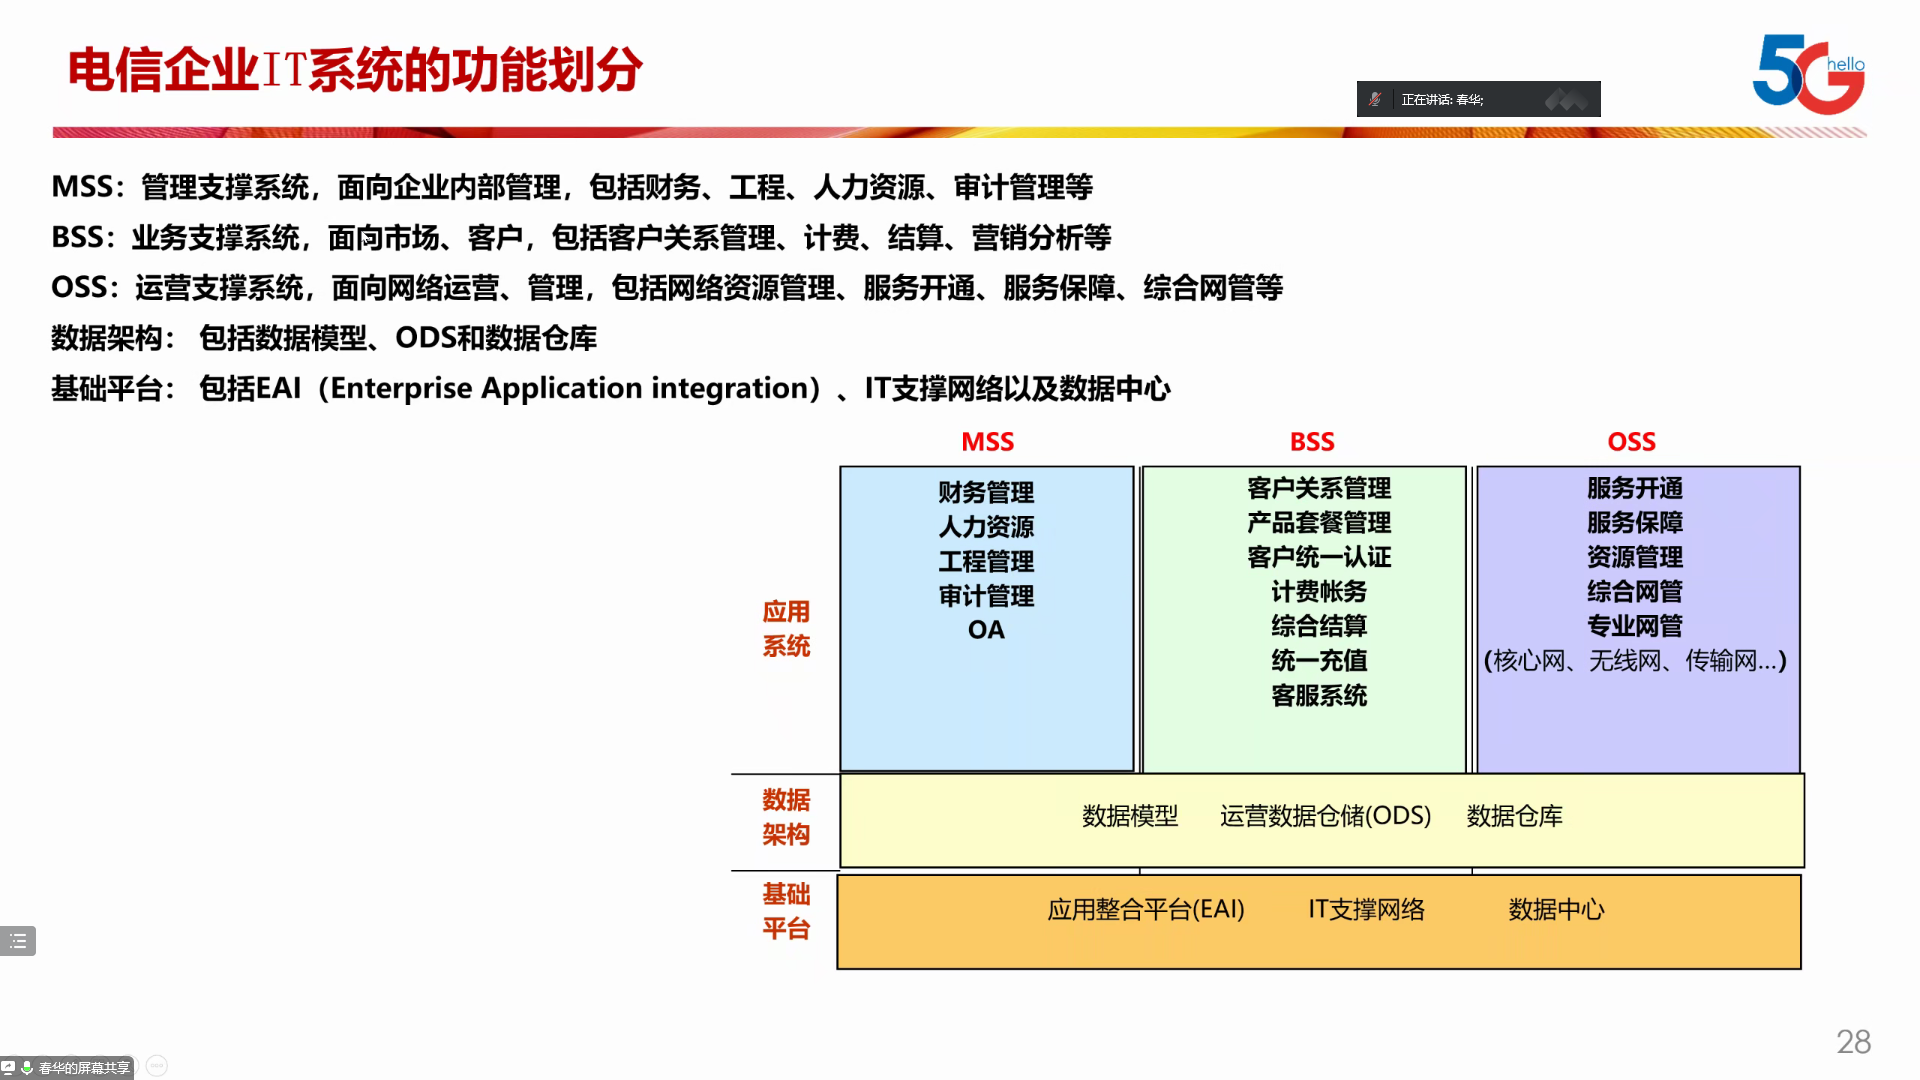 电信企业IT系统的功能划分
5G hello
正在讲话: 春华;
MSS：管理支撑系统，面向企业内部管理，包括财务、工程、人力资源、审计管理等
BSS：业务支撑系统，面向市场、客户，包括客户关系管理、计费、结算、营销分析等
OSS：运营支撑系统，面向网络运营、管理，包括网络资源管理、服务开通、服务保障、综合网管等
数据架构： 包括数据模型、ODS和数据仓库
基础平台： 包括EAI（Enterprise Application integration）、IT支撑网络以及数据中心
MSS
BSS
OSS
应用
系统
财务管理
人力资源
工程管理
审计管理
OA
客户关系管理
产品套餐管理
客户统一认证
计费帐务
综合结算
统一充值
客服系统
服务开通
服务保障
资源管理
综合网管
专业网管
(核心网、无线网、传输网...)
数据
架构
数据模型 运营数据仓储(ODS) 数据仓库
基础
平台
应用整合平台(EAI) IT支撑网络 数据中心
28
春华的屏幕共享